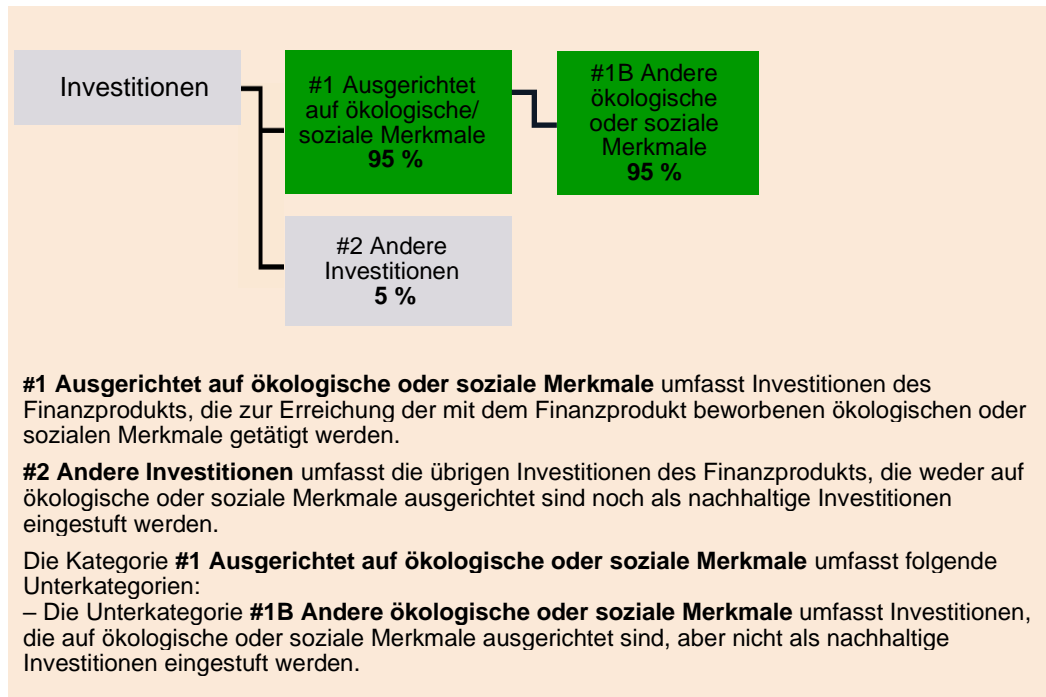 Investitionen
#1 Ausgerichtet
auf ökologische/
soziale Merkmale
95 %
#1B Andere
ökologische
oder soziale
Merkmale
95 %
#2 Andere
Investitionen
5 %
#1 Ausgerichtet auf ökologische oder soziale Merkmale umfasst Investitionen des
Finanzprodukts, die zur Erreichung der mit dem Finanzprodukt beworbenen ökologischen oder
sozialen Merkmale getätigt werden.
#2 Andere Investitionen umfasst die übrigen Investitionen des Finanzprodukts, die weder auf
ökologische oder soziale Merkmale ausgerichtet sind noch als nachhaltige Investitionen
eingestuft werden.
Die Kategorie #1 Ausgerichtet auf ökologische oder soziale Merkmale umfasst folgende
Unterkategorien:
– Die Unterkategorie #1B Andere ökologische oder soziale Merkmale umfasst Investitionen,
die auf ökologische oder soziale Merkmale ausgerichtet sind, aber nicht als nachhaltige
Investitionen eingestuft werden.